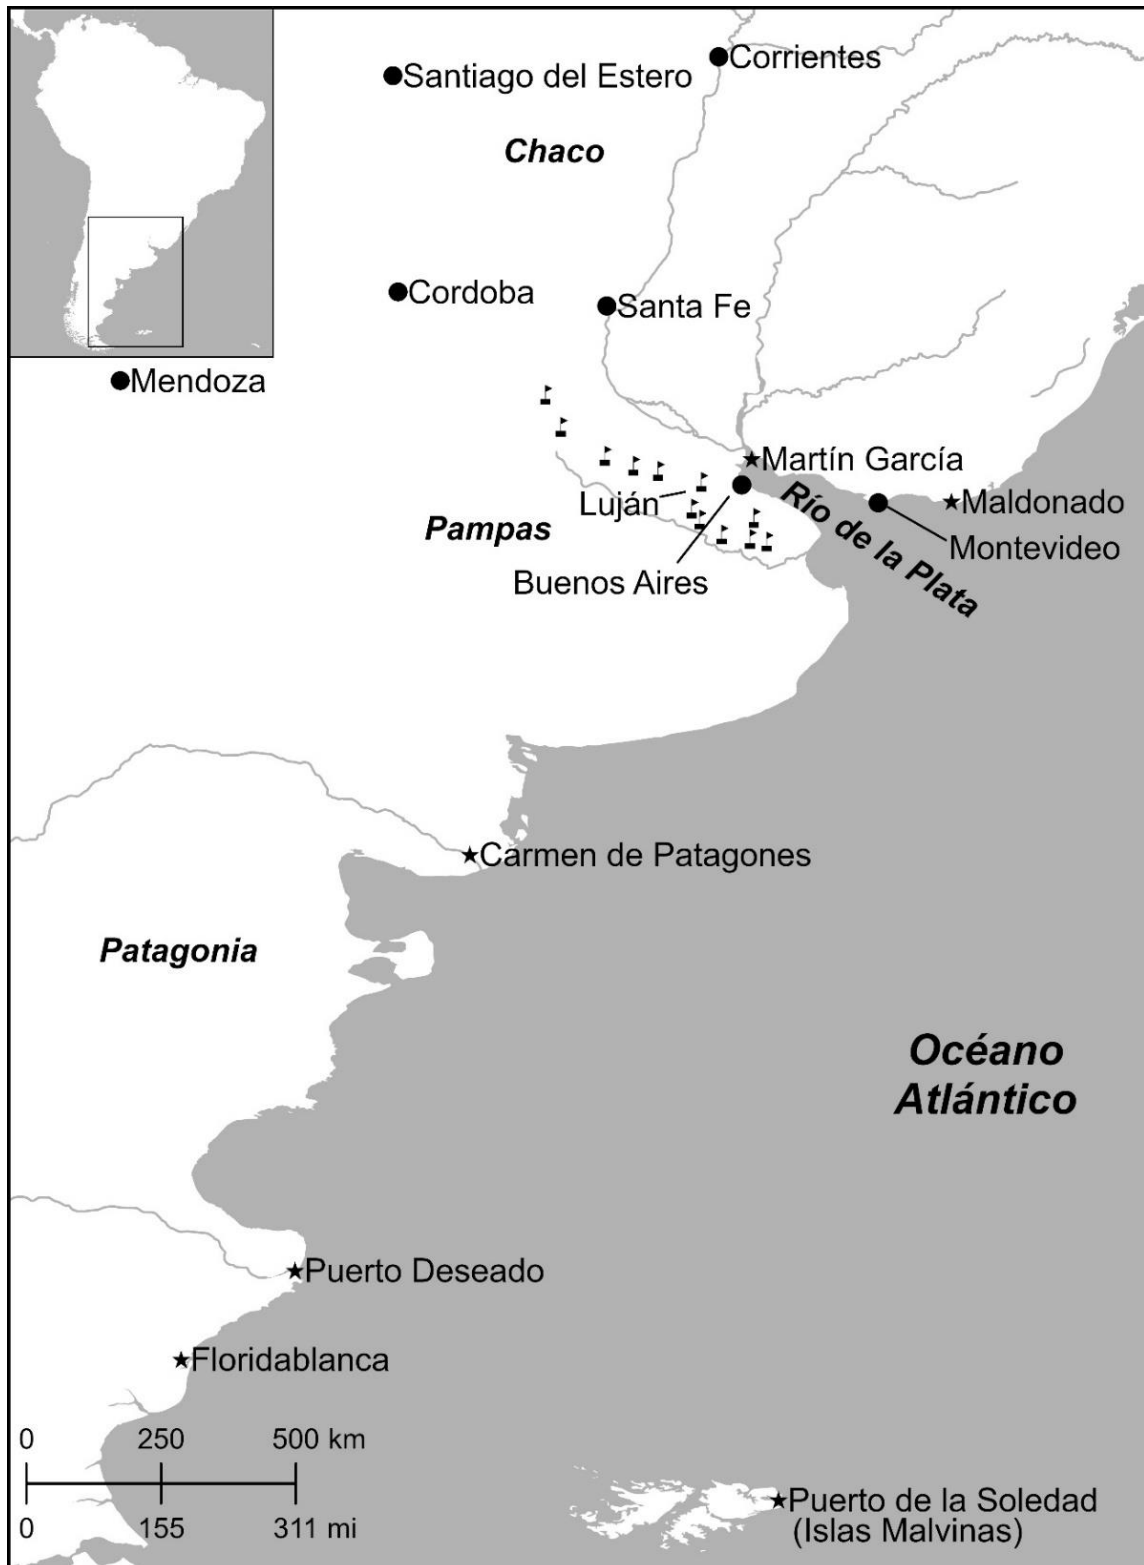 Corrientes
Santiago del Estero
Chaco
Cordoba
Santa Fe
Mendoza
Martín García
Luján
Río de la Plata
Maldonado
Pampas
Montevideo
Buenos Aires
Carmen de Patagones
Patagonia
Océano
Atlántico
Puerto Deseado
Floridablanca
0 250 500 km
0 155 311 mi
Puerto de la Soledad
(Islas Malvinas)